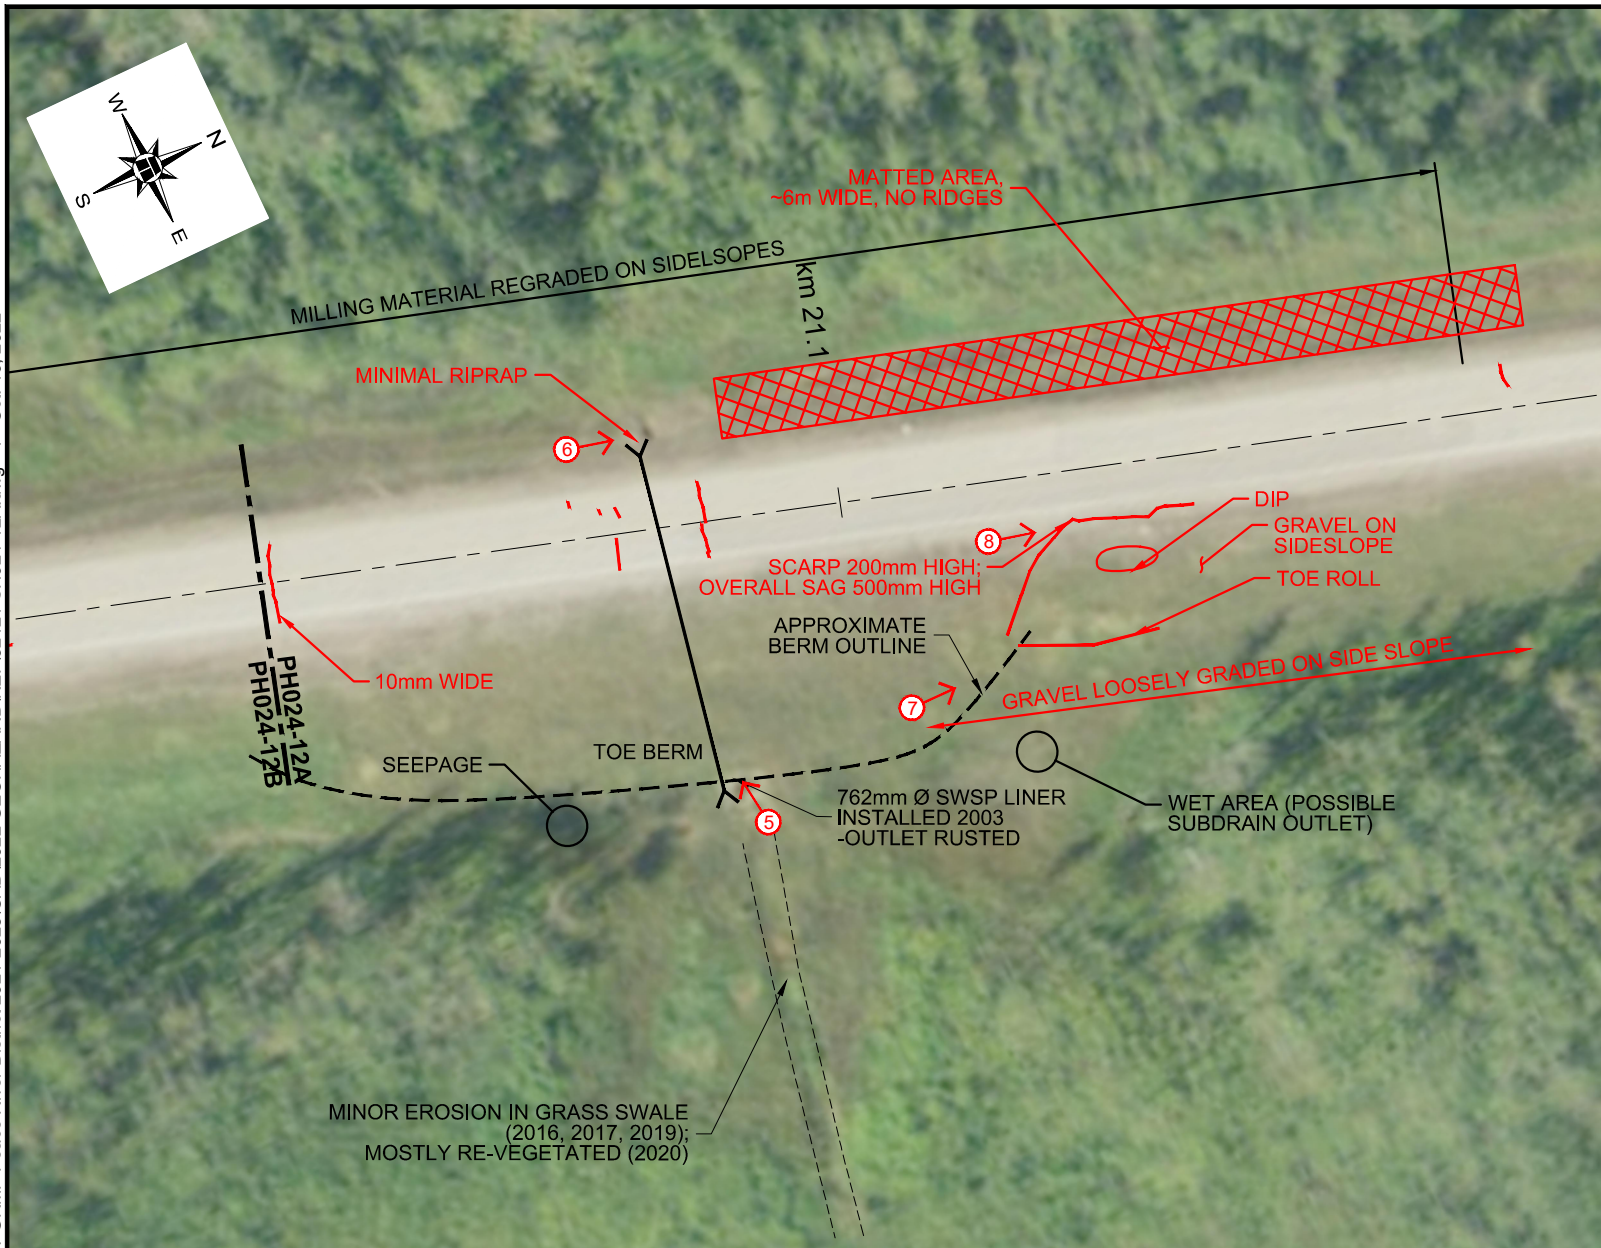 W
N
S
E
MATTED AREA,
~6m WIDE, NO RIDGES
MILLING MATERIAL REGRADED ON SIDELSOPES
km 21.1
MINIMAL RIPRAP
6
DIP
8
GRAVEL ON
SIDESLOPE
SCARP 200mm HIGH;
OVERALL SAG 500mm HIGH
TOE ROLL
APPROXIMATE
BERM OUTLINE
10mm WIDE
PH024-12A
PH024-12B
GRAVEL LOOSELY GRADED ON SIDE SLOPE
7
TOE BERM
SEEPAGE
762mm Ø SWSP LINER
INSTALLED 2003
-OUTLET RUSTED
5
WET AREA (POSSIBLE
SUBDRAIN OUTLET)
MINOR EROSION IN GRASS SWALE
(2016, 2017, 2019);
MOSTLY RE-VEGETATED (2020)